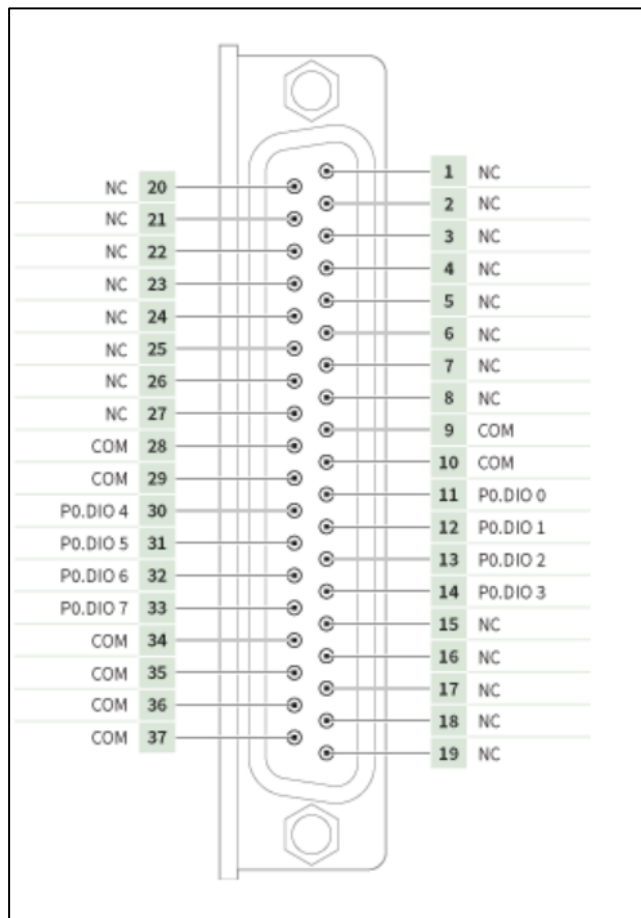 1 NC
NC 20
2 NC
NC 21
3 NC
NC 22
4 NC
NC 23
5 NC
NC 24
6 NC
NC 25
7 NC
NC 26
8 NC
NC 27
9 COM
COM 28
10 COM
COM 29
11 P0.DIO 0
P0.DIO 4 30
12 P0.DIO 1
P0.DIO 5 31
13 P0.DIO 2
P0.DIO 6 32
14 P0.DIO 3
P0.DIO 7 33
15 NC
COM 34
16 NC
COM 35
17 NC
COM 36
18 NC
COM 37
19 NC